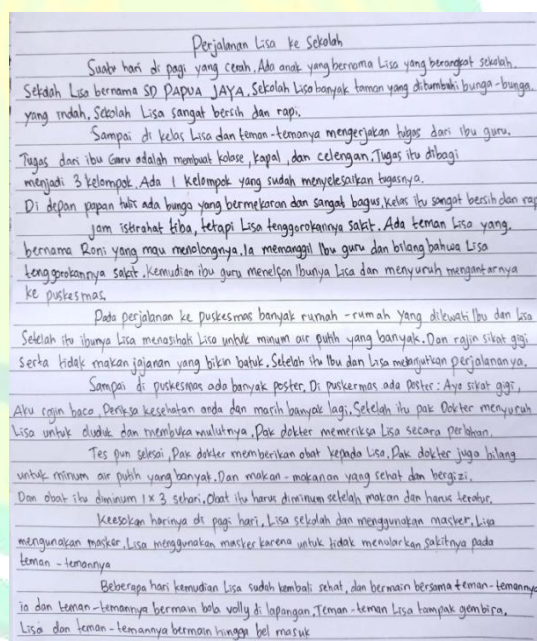 Perjalanan Lisa ke Sekolah
Suatu hari di pagi yang cerah. Ada anak yang bernama Lisa yang berangkat sekolah.
Sekolah Lisa bernama SD PAPUA JAYA. Sekolah Lisa banyak taman yang ditumbuhi bunga-bunga.
yang indah, Sekolah Lisa sangat bersih dan rapi.
Sampai di kelas Lisa dan teman-temanya mengerjakan tugas dari ibu guru.
Tugas dari ibu Guru adalah membuat kolase, kapal, dan celengan. Tugas itu dibagi
menjadi 3 kelompok. Ada 1 kelompok yang sudah menyelesaikan tugasnya.
Di depan papan tulis ada bunga yang bermekaran dan sangat bagus, kelas itu sangat bersih dan rap
jam istirahat tiba, tetapi Lisa tenggorokannya sakit. Ada teman Lisa yang.
bernama Roni yang mau menolongnya. Ia memanggil Ibu guru dan bilang bahwa Lisa
tenggorokannya sakit. Kemudian ibu guru menelfon Ibunya Lisa dan menyuruh mengantarnya
ke puskesmas.
Pada perjalanan ke puskesmas banyak rumah-rumah yang dilewati Ibu dan Lisa
Setelah itu ibunya Lisa menasihati Lisa untuk minum air putih yang banyak. Dan rajin sikat gigi
serta tidak makan jajanan yang bikin batuk. Setelah itu Ibu dan Lisa melanjutkan perjalananya.
Sampai di puskesmas ada banyak poster. Di puskermas ada Poster: Ayo sikat gigi,
Aku rajin baca, Periksa kesehatan anda dan masih banyak lagi. Setelah itu pak Dokter menyuruh
Lisa untuk duduk dan membuka mulutnya, Pak dokter memeriksa Lisa secara perlahan.
Tes pun selesai, Pak dokter memberikan obat kepada Lisa. Pak dokter juga bilang
untuk minum air putih yang banyak. Dan makan-makanan yang sehat dan bergizi.
Dan obat itu diminum 1x3 sehari. Obat itu harus diminum setelah makan dan harus teratur.
Keesokan harinya di pagi hari, Lisa sekolah dan menggunakan masker, Lisa
mengunakan masker, Lisa menggunakan masker karena untuk tidak menularkan sakitnya pada
teman-temannya
Beberapa hari kemudian Lisa sudah kembali sehat, dan bermain bersama teman-temannya
ia dan teman-temannya bermain bola volly di lapangan. Teman-teman Lisa tampak gembira.
Lisa dan teman-temannya bermain hingga bel masuk